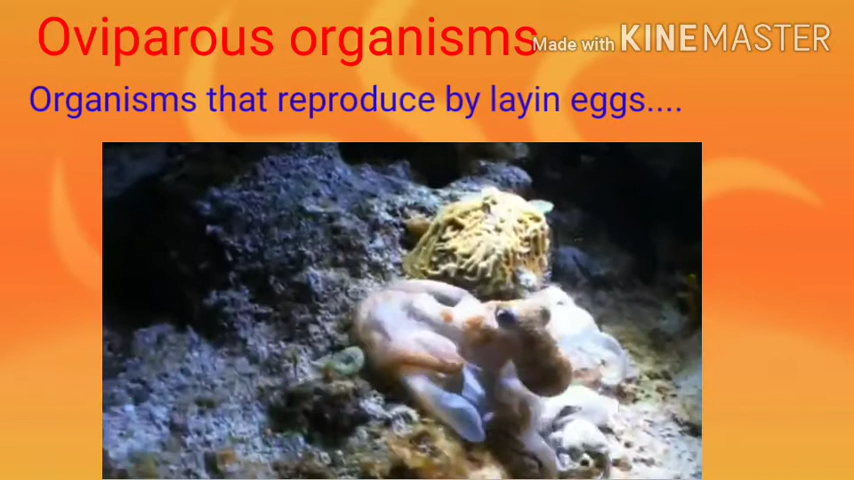 Oviparous organisms
Made with KINEMASTER
Organisms that reproduce by layin eggs....